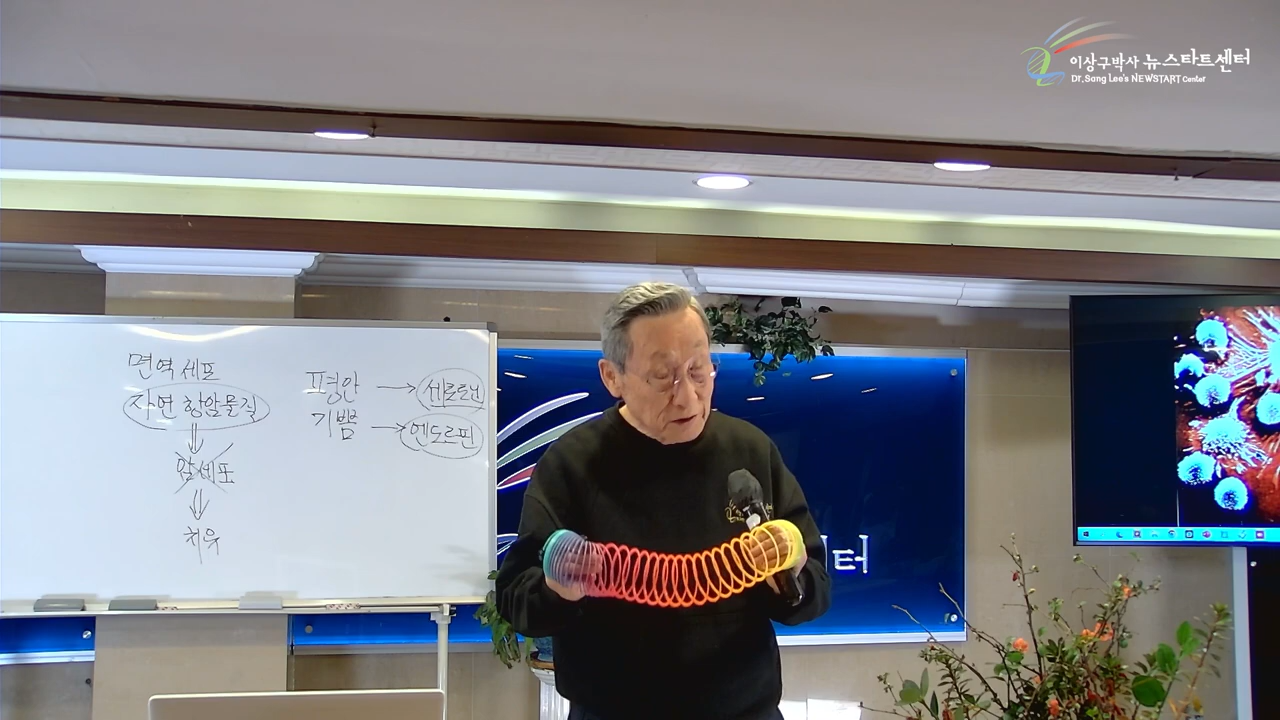 이상구박사 뉴스타트센터
Dr. Sang Lee's NEWSTART Center
면역세포
자연 항암물질
암세포
치유
평안 → 세로토닌
기쁨 → 엔도르핀
터